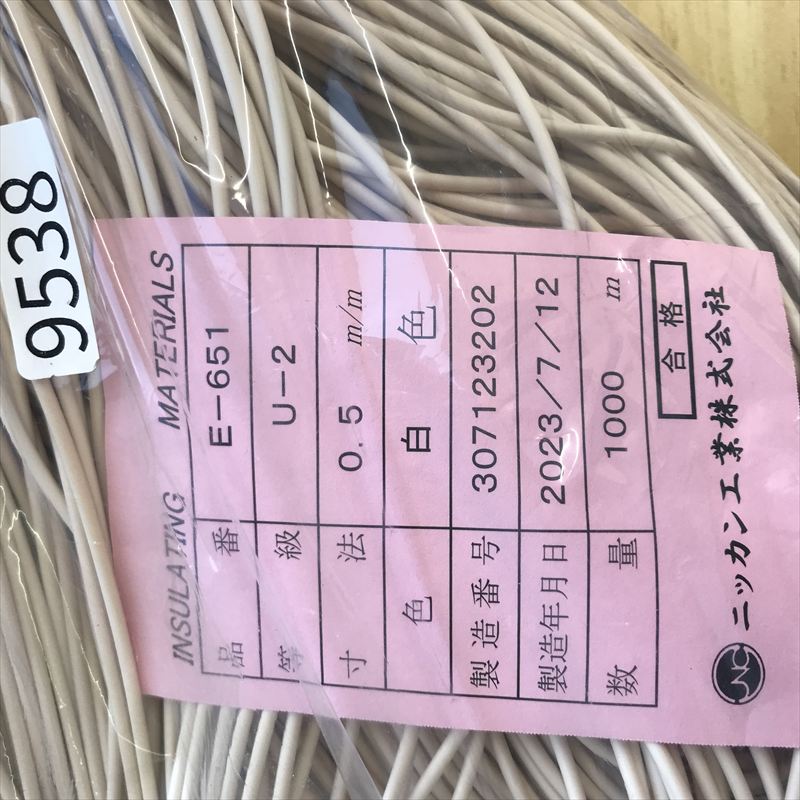 9538
INSULATING MATERIALS
品番 E-651
等級 U-2
寸法 0.5 m/m
色 白色
製造番号 307123202
製造年月日 2023/7/12
数量 1000 m
合格
JNC ニッカン工業株式会社